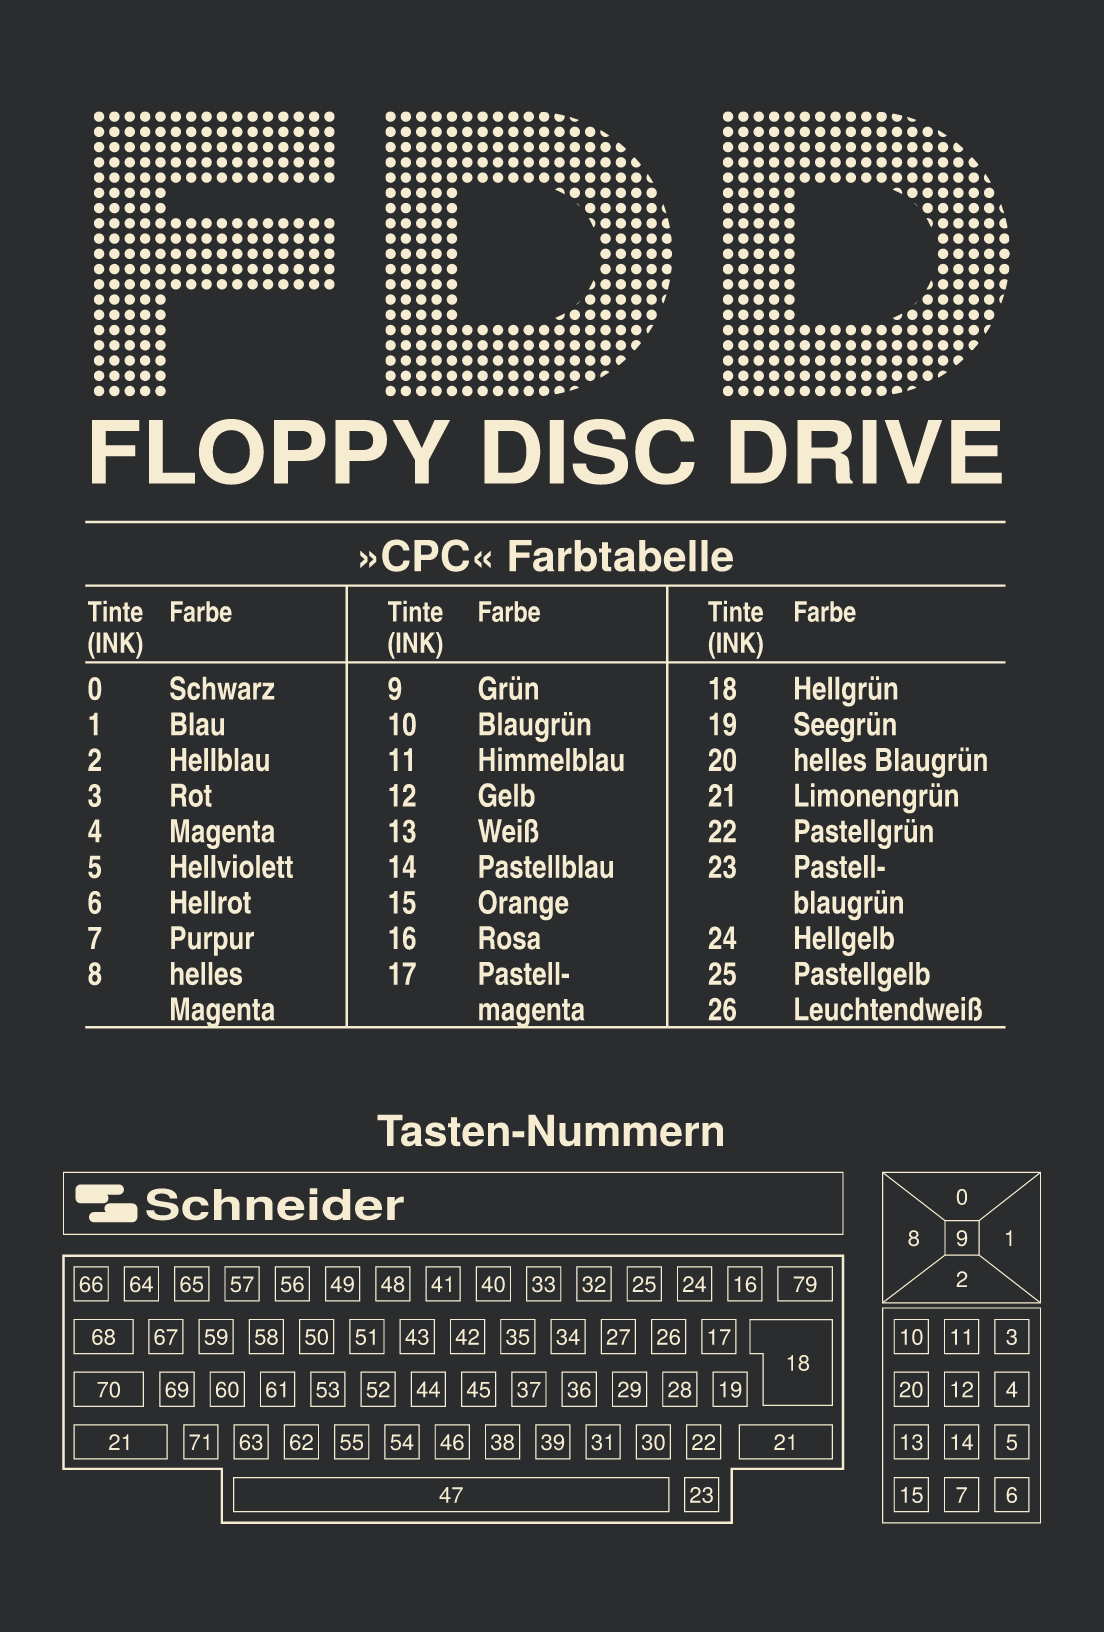 FDD
FLOPPY DISC DRIVE
»CPC« Farbtabelle
Tinte Farbe
(INK)
0 Schwarz
1 Blau
2 Hellblau
3 Rot
4 Magenta
5 Hellviolett
6 Hellrot
7 Purpur
8 helles
Magenta
Tinte Farbe
(INK)
9 Grün
10 Blaugrün
11 Himmelblau
12 Gelb
13 Weiß
14 Pastellblau
15 Orange
16 Rosa
17 Pastell-
magenta
Tinte Farbe
(INK)
18 Hellgrün
19 Seegrün
20 helles Blaugrün
21 Limonengrün
22 Pastellgrün
23 Pastell-
blaugrün
24 Hellgelb
25 Pastellgelb
26 Leuchtendweiß
Tasten-Nummern
Schneider
66 64 65 57 56 49 48 41 40 33 32 25 24 16 79
68 67 59 58 50 51 43 42 35 34 27 26 17 18
70 69 60 61 53 52 44 45 37 36 29 28 19
21 71 63 62 55 54 46 38 39 31 30 22 21
47 23
0
8 9 1
2
10 11 3
20 12 4
13 14 5
15 7 6